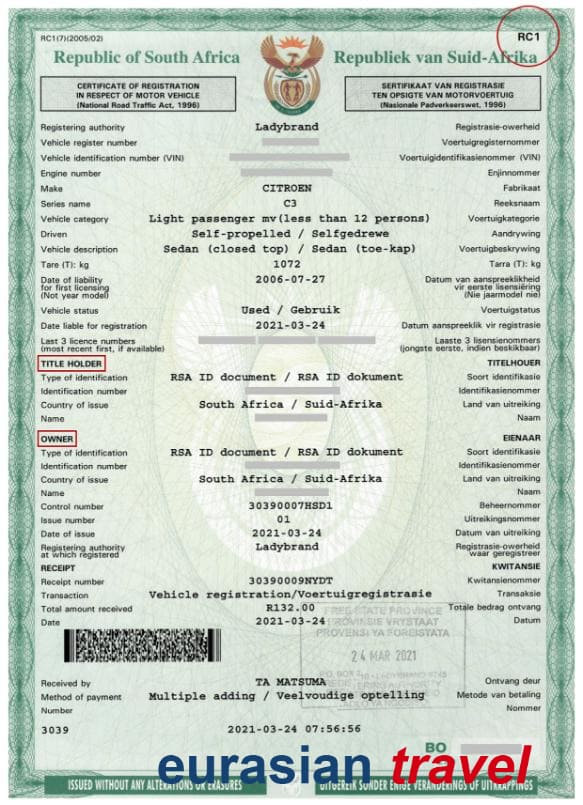 RC1(7)(2005/02)
RC1
Republic of South Africa Republiek van Suid-Afrika
CERTIFICATE OF REGISTRATION
IN RESPECT OF MOTOR VEHICLE
(National Road Traffic Act, 1996)
SERTIFIKAAT VAN REGISTRASIE
TEN OPSIGTE VAN MOTORVOERTUIG
(Nasionale Padverkeerswet, 1996)
Registering authority Ladybrand Registrasie-owerheid
Vehicle register number Voertuigregisternommer
Vehicle identification number (VIN) Voertuigidentifikasienommer (VIN)
Engine number Enjinnommer
Make CITROEN Fabrikaat
Series name C3 Reeksnaam
Vehicle category Light passenger mv(less than 12 persons) Voertuigkategorie
Driven Self-propelled / Selfgedrewe Aandrywing
Vehicle description Sedan (closed top) / Sedan (toe-kap) Voertuigbeskrywing
Tare (T): kg 1072 Tarra (T): kg
Date of liability
for first licensing
(Not year model)
2006-07-27
Datum van aanspreeklikheid
vir eerste lisensiëring
(Nie jaarmodel nie)
Vehicle status Used / Gebruik Voertuigstatus
Date liable for registration 2021-03-24 Datum aanspreeklik vir registrasie
Last 3 licence numbers
(most recent first, if available)
Laaste 3 lisensienommers
(jongste eerste, indien beskikbaar)
TITLE HOLDER TITELHOUER
Type of identification RSA ID document / RSA ID dokument Soort identifikasie
Identification number Identifikasienommer
Country of issue South Africa / Suid-Afrika Land van uitreiking
Name Naam
OWNER EIENAAR
Type of identification RSA ID document / RSA ID dokument Soort identifikasie
Identification number Identifikasienommer
Country of issue South Africa / Suid-Afrika Land van uitreiking
Name Naam
Control number 30390007HSD1 Beheernommer
Issue number 01 Uitreikingsnommer
Date of issue 2021-03-24 Datum van uitreiking
Registering authority
at which registered
Ladybrand
Registrasie-owerheid
waar geregistreer
RECEIPT KWITANSIE
Receipt number 30390009NYDT Kwitansienommer
Transaction Vehicle registration/Voertuigregistrasie Transaksie
Total amount received R132.00 Totale bedrag ontvang
Date 2021-03-24 Datum
FREE STATE PROVINCE
PROVINSIE VRYSTAAT
PROVENSI YA FOREISTATA
24 MAR 2021
Received by TA MATSUMA Ontvang deur
Method of payment Multiple adding / Veelvoudige optelling Metode van betaling
Number Nommer
3039 2021-03-24 07:56:56
BO
eurasian travel
ISSUED WITHOUT ANY ALTERATIONS OR ERASURES UITGEREIK SONDER ENIGE VERANDERINGS OF UITKRAPPINGS